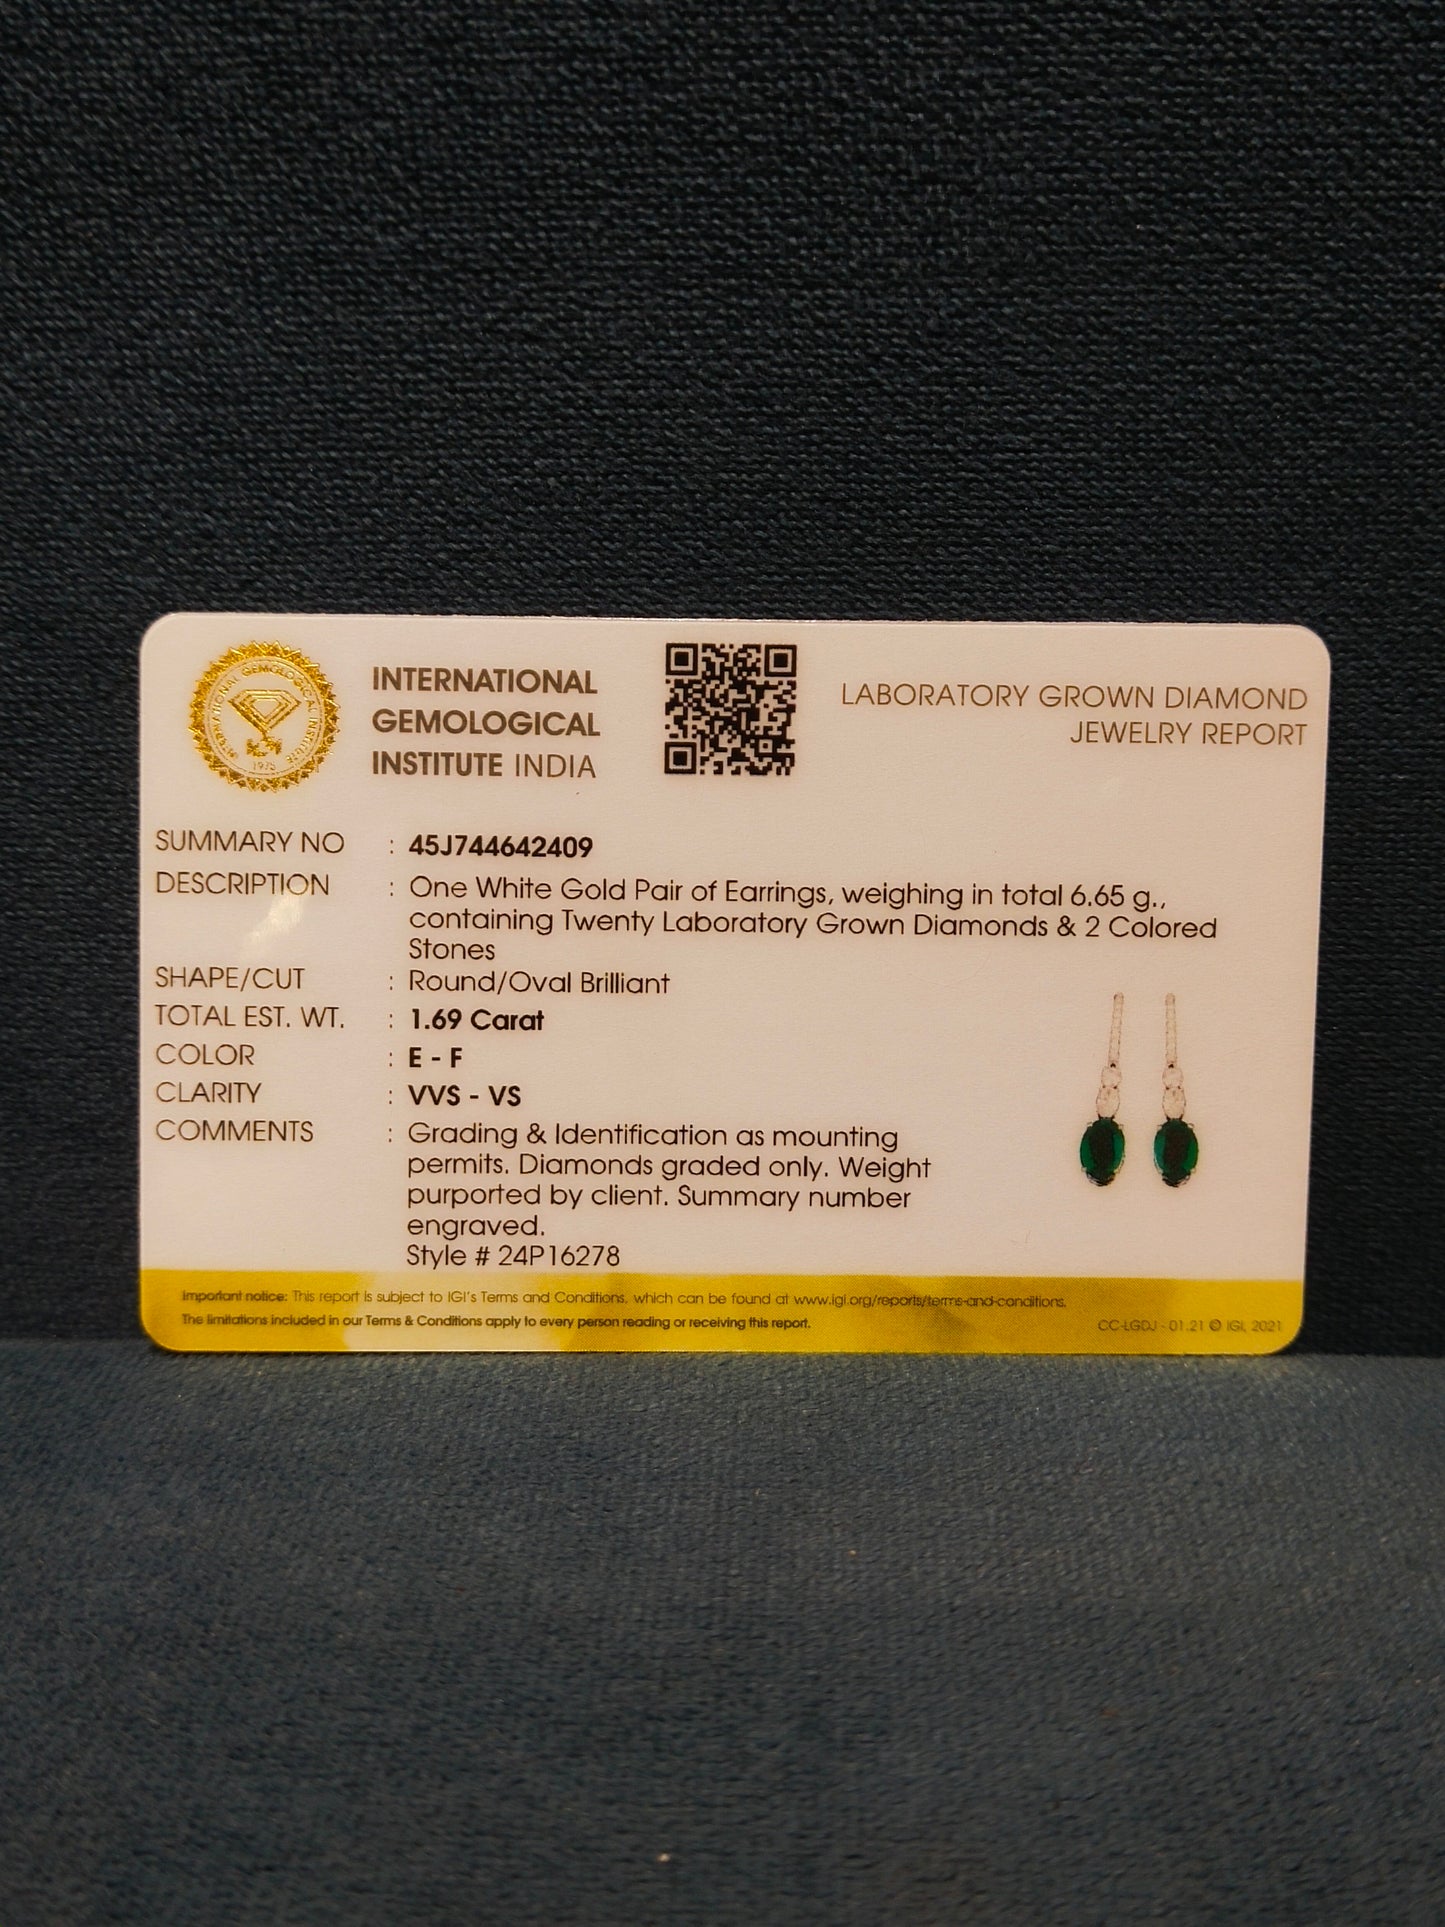 INTERNATIONAL GEMOLOGICAL INSTITUTE
1975
INTERNATIONAL
GEMOLOGICAL
INSTITUTE INDIA
LABORATORY GROWN DIAMOND
JEWELRY REPORT
SUMMARY NO : 45J744642409
DESCRIPTION : One White Gold Pair of Earrings, weighing in total 6.65 g.,
containing Twenty Laboratory Grown Diamonds & 2 Colored
Stones
SHAPE/CUT : Round/Oval Brilliant
TOTAL EST. WT. : 1.69 Carat
COLOR : E - F
CLARITY : VVS - VS
COMMENTS : Grading & Identification as mounting
permits. Diamonds graded only. Weight
purported by client. Summary number
engraved.
Style # 24P16278
Important notice: This report is subject to IGI's Terms and Conditions, which can be found at www.igi.org/reports/terms-and-conditions.
The limitations included in our Terms & Conditions apply to every person reading or receiving this report.
CC-LGDJ - 01.21 © IGI, 2021